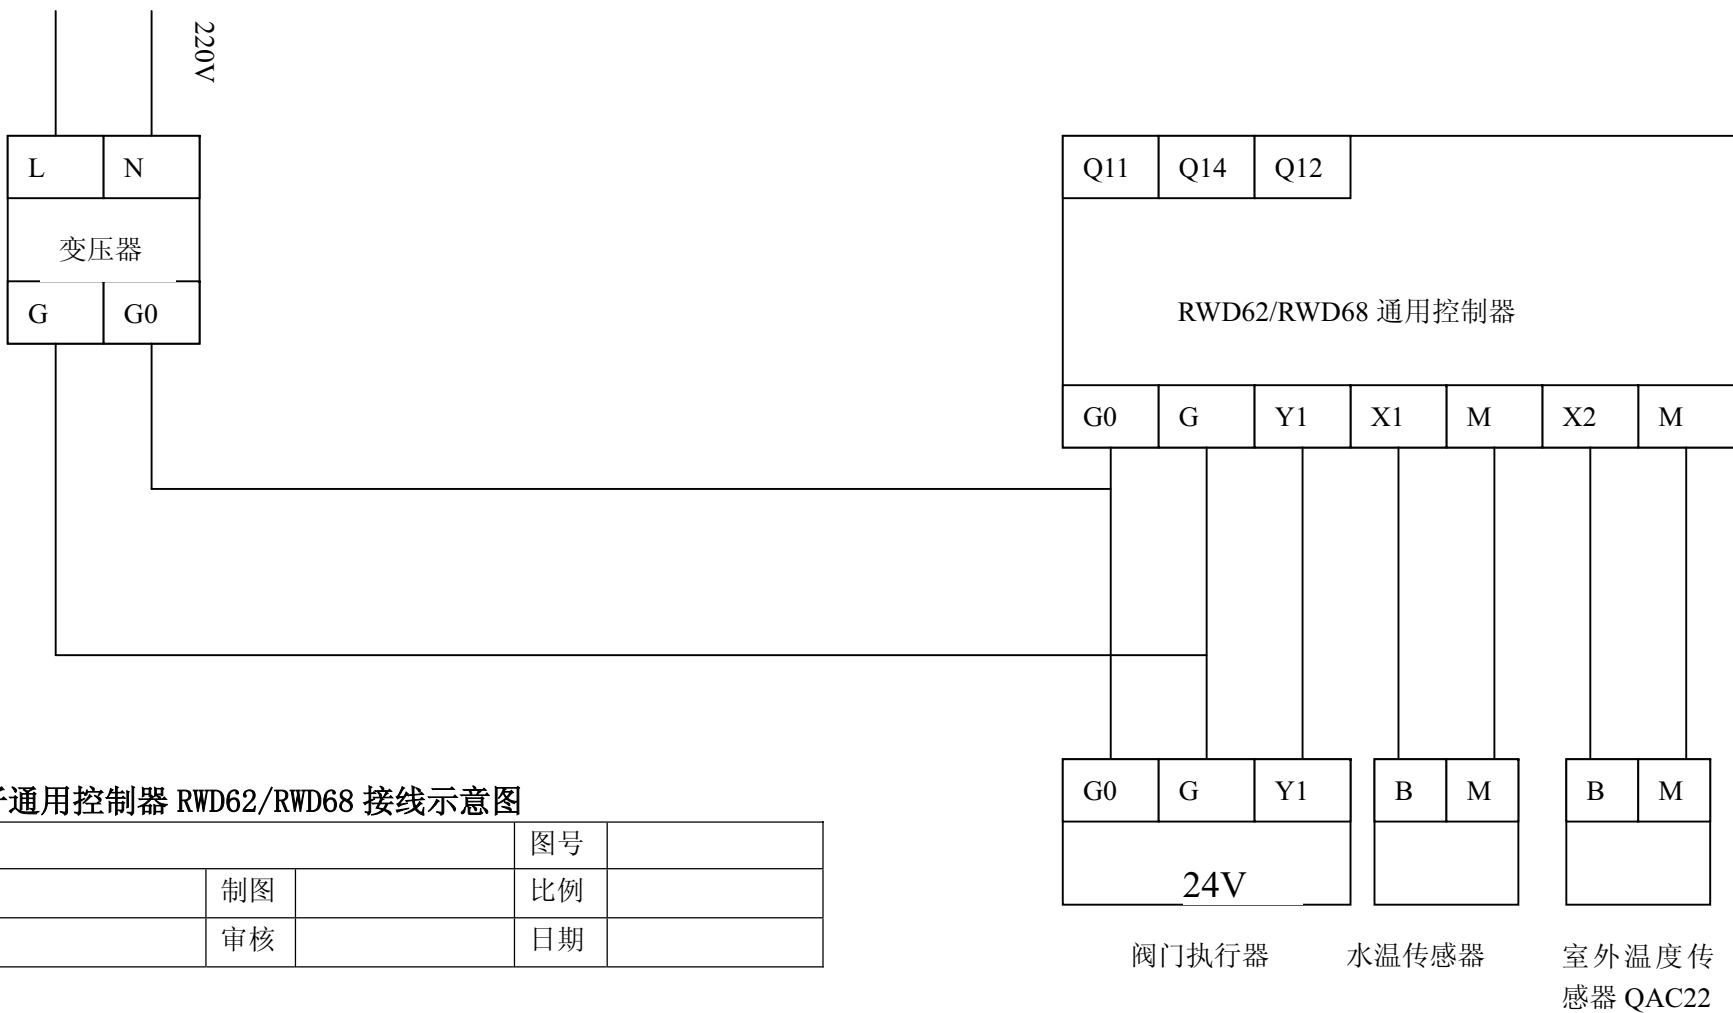 220V
L N
变压器
G G0
Q11 Q14 Q12
RWD62/RWD68 通用控制器
G0 G Y1 X1 M X2 M
通用控制器 RWD62/RWD68 接线示意图
图号
制图 比例
审核 日期
G0 G Y1 B M B M
24V
阀门执行器 水温传感器 室外温度传
感器 QAC22